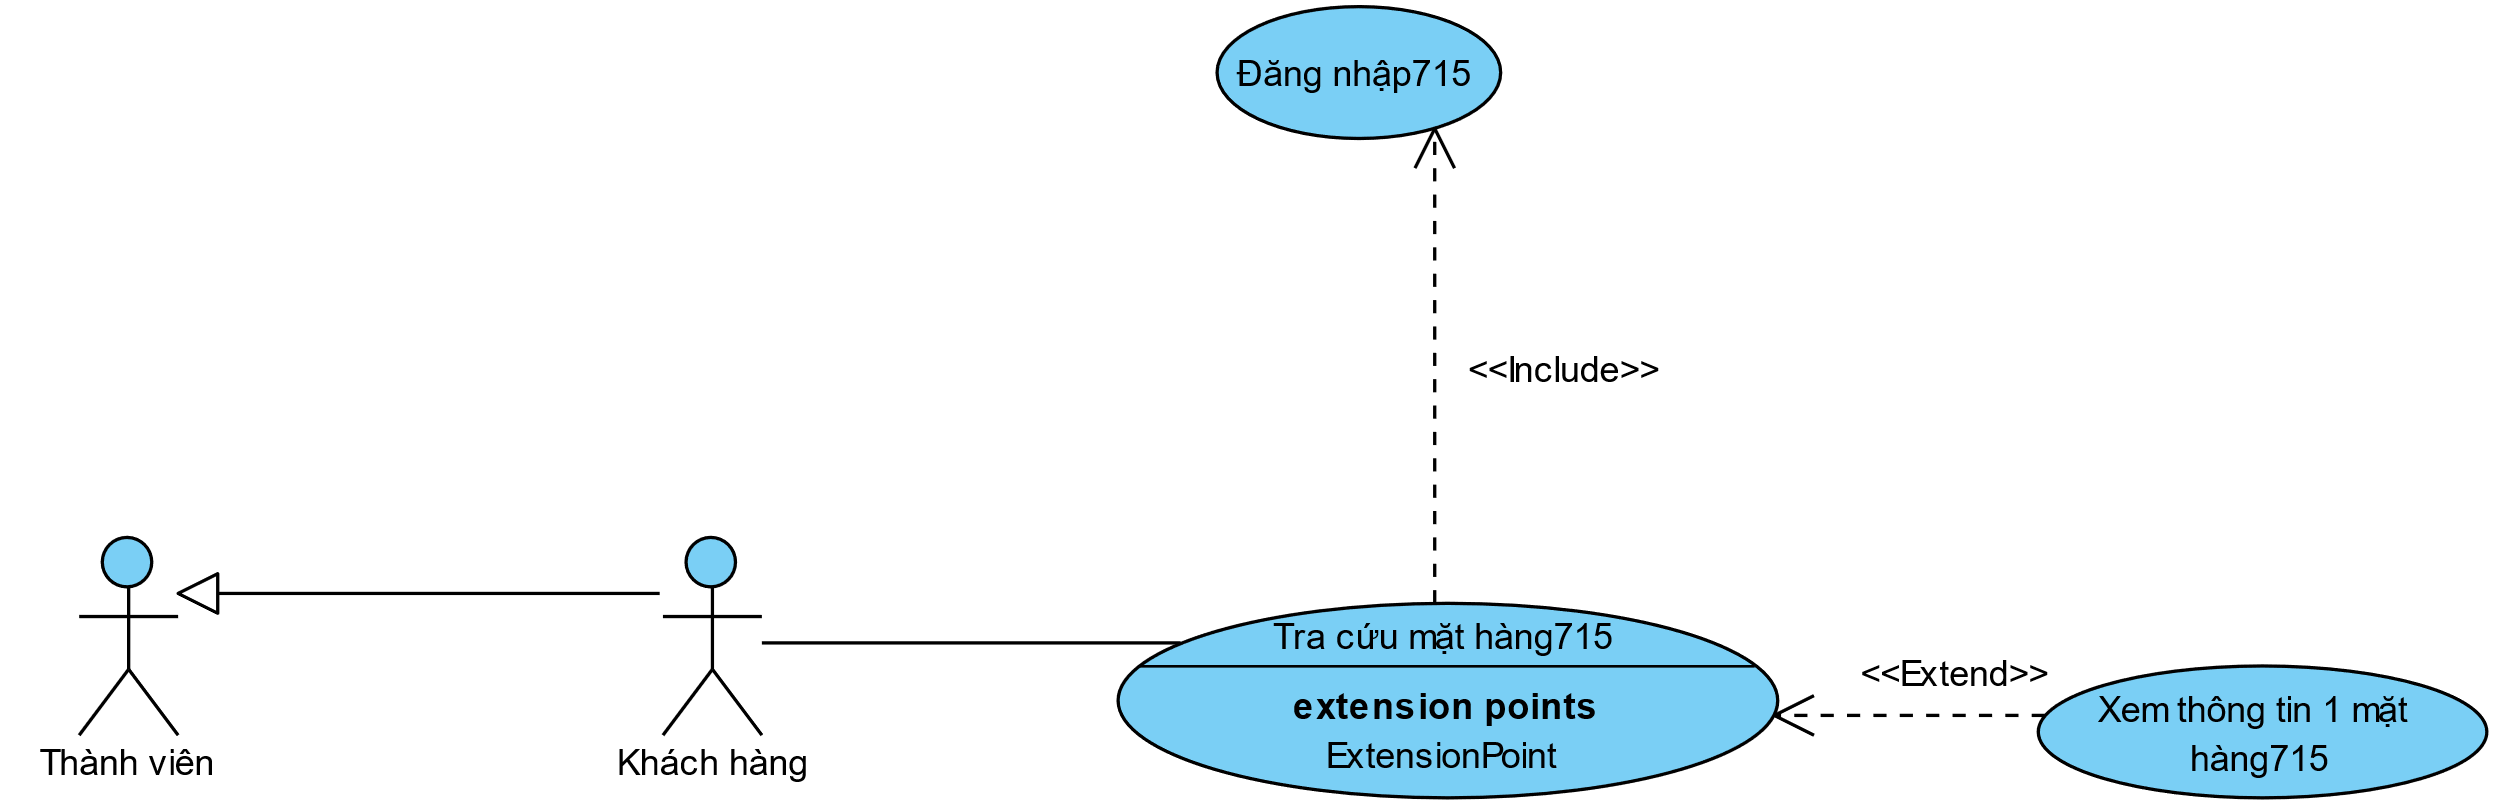 Đăng nhập715
<<Include>>
Tra cứu mặt hàng715
extension points
ExtensionPoint
<<Extend>>
Xem thông tin 1 mặt
hàng715
Thành viên
Khách hàng